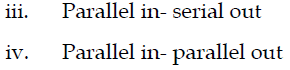 iii. Parallel in- serial out
iv. Parallel in- parallel out